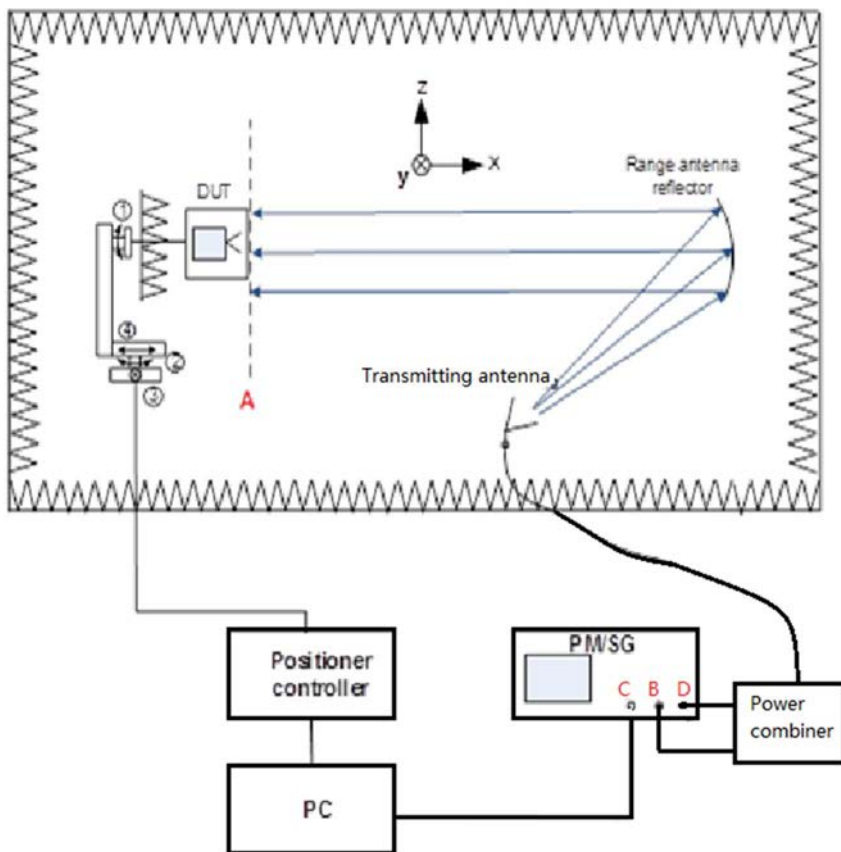 z
x
y
Range antenna
reflector
DUT
①
④
②
③
A
Transmitting antenna
Positioner
controller
PC
PM/SG
C B D
Power
combiner